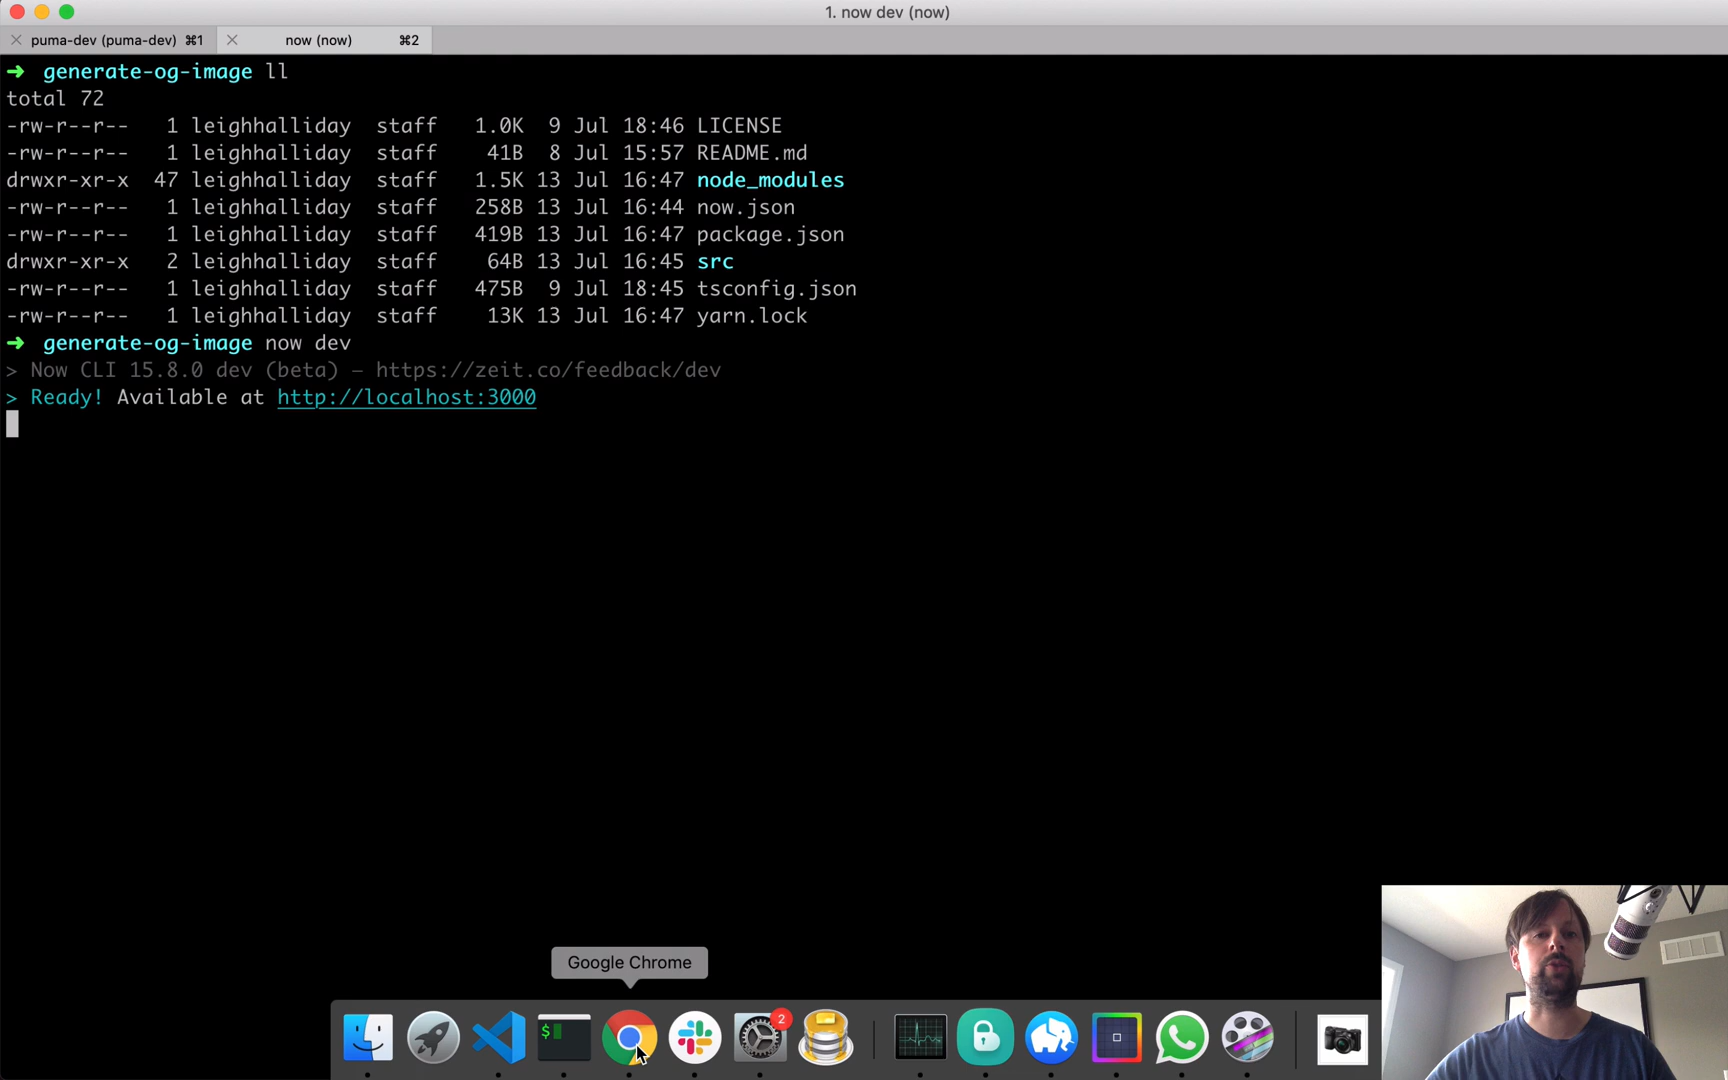 1. now dev (now)
puma-dev (puma-dev) ⌘1
now (now) ⌘2
➜ generate-og-image ll
total 72
-rw-r--r-- 1 leighhalliday staff 1.0K 9 Jul 18:46 LICENSE
-rw-r--r-- 1 leighhalliday staff 41B 8 Jul 15:57 README.md
drwxr-xr-x 47 leighhalliday staff 1.5K 13 Jul 16:47 node_modules
-rw-r--r-- 1 leighhalliday staff 258B 13 Jul 16:44 now.json
-rw-r--r-- 1 leighhalliday staff 419B 13 Jul 16:47 package.json
drwxr-xr-x 2 leighhalliday staff 64B 13 Jul 16:45 src
-rw-r--r-- 1 leighhalliday staff 475B 9 Jul 18:45 tsconfig.json
-rw-r--r-- 1 leighhalliday staff 13K 13 Jul 16:47 yarn.lock
➜ generate-og-image now dev
> Now CLI 15.8.0 dev (beta) — https://zeit.co/feedback/dev
> Ready! Available at http://localhost:3000
Google Chrome
$
2